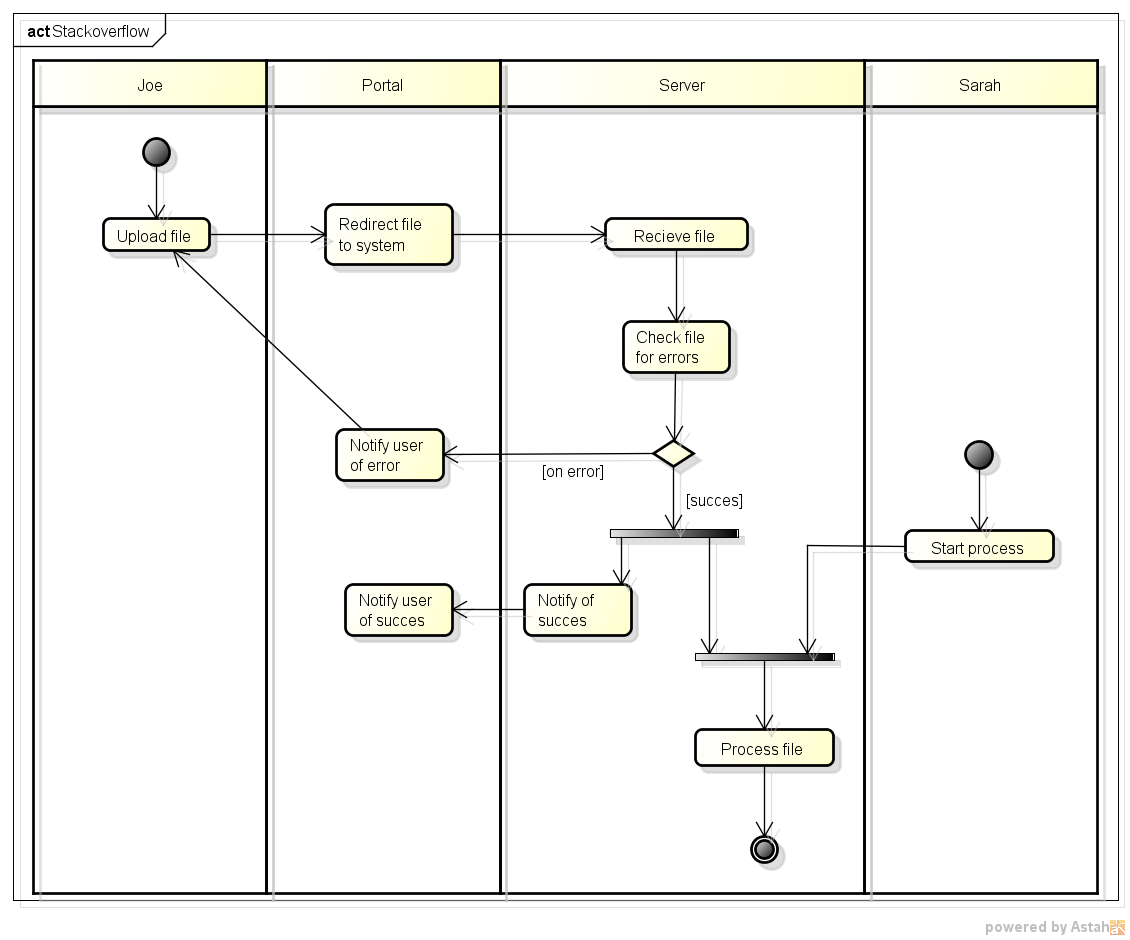 act Stackoverflow
Joe
Portal
Server
Sarah
Upload file
Redirect file
to system
Recieve file
Check file
for errors
Notify user
of error
[on error]
[succes]
Start process
Notify user
of succes
Notify of
succes
Process file
powered by Astah